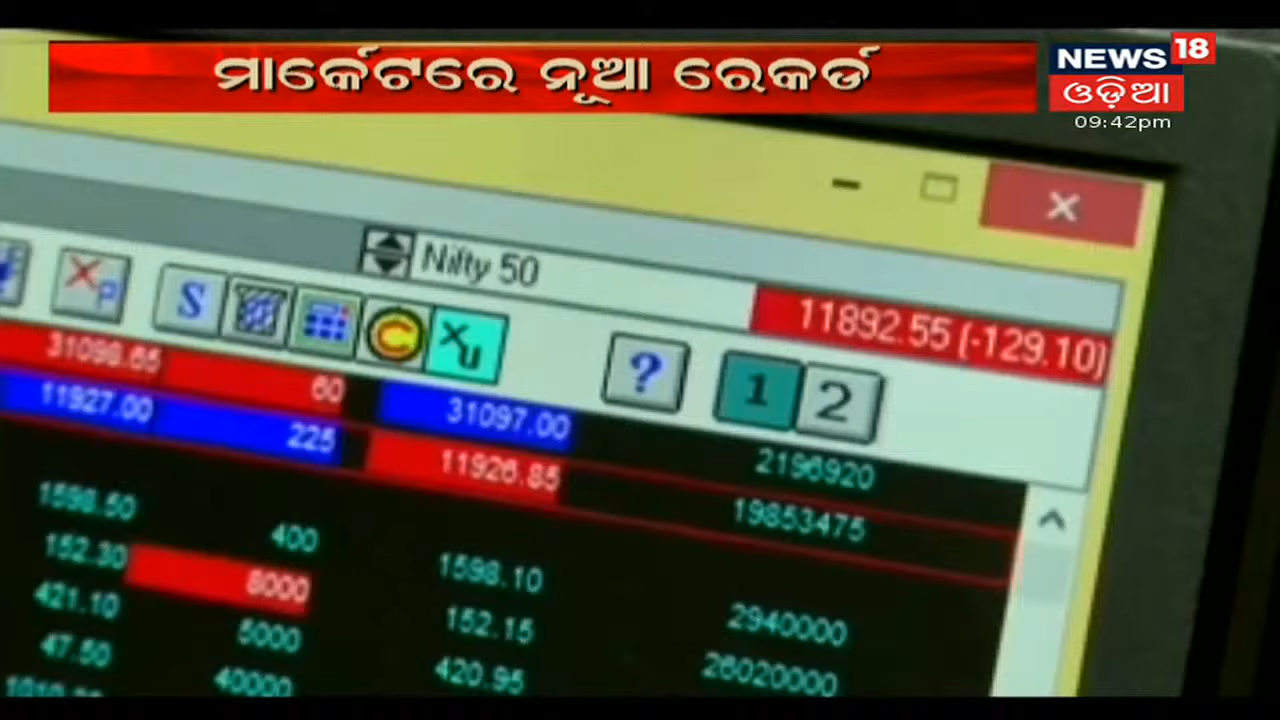 ମାର୍କେଟରେ ନୂଆ ରେକର୍ଡ
NEWS 18
ଓଡ଼ିଆ
09:42pm
Nifty 50
11892.55 (-129.10)
S
C
? 1 2
31098.65 60 31097.00 2196920
11927.00 225 11926.85 19853475
1598.50 400 1598.10 2940000
152.30 8000 152.15 26020000
421.10 5000 420.95
47.50 40000